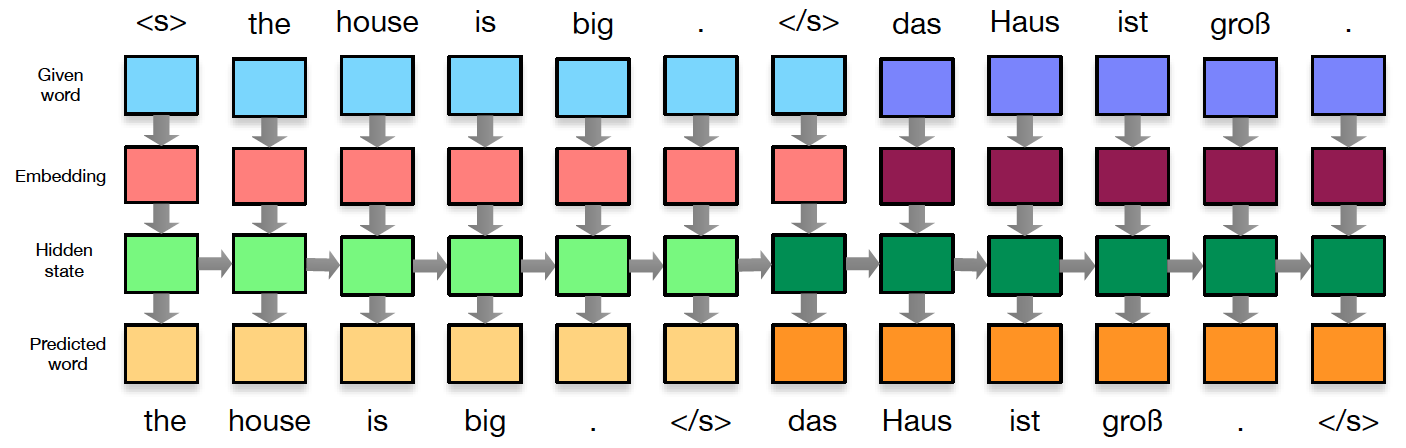 <s> the house is big . </s> das Haus ist groß .
Given
word
Embedding
Hidden
state
Predicted
word
the house is big . </s> das Haus ist groß . </s>